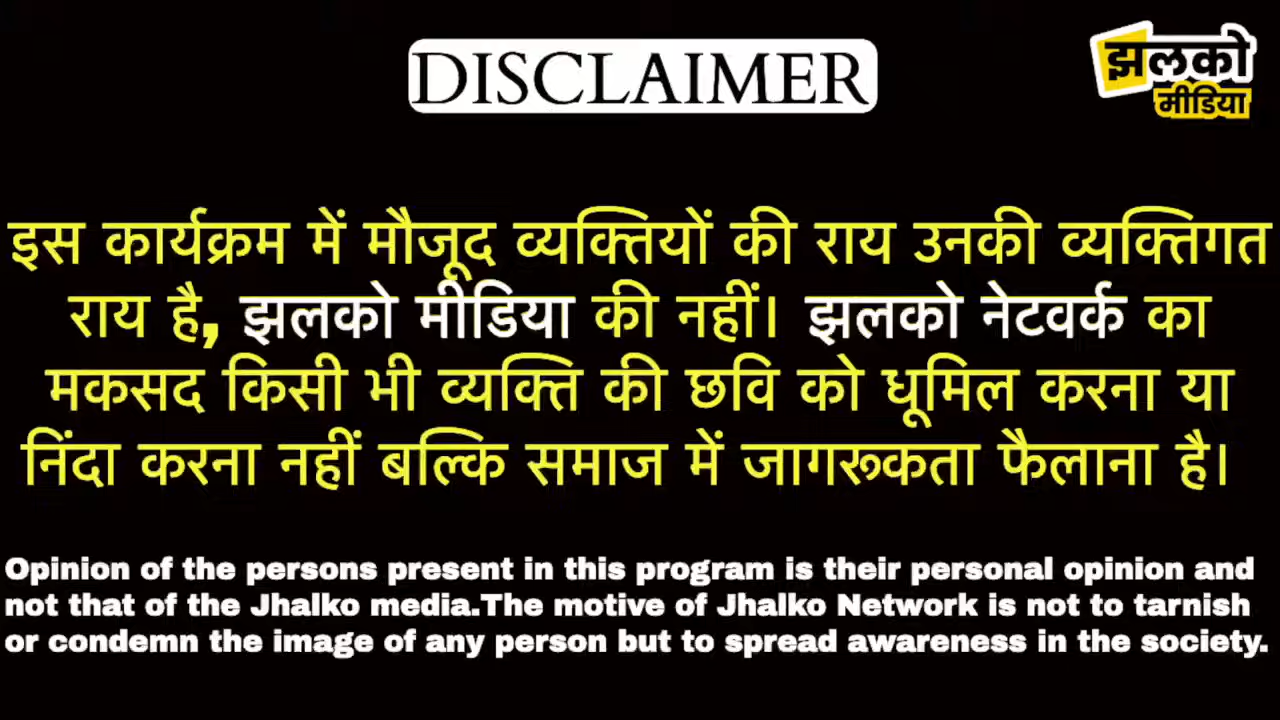 DISCLAIMER
झलको
मीडिया
इस कार्यक्रम में मौजूद व्यक्तियों की राय उनकी व्यक्तिगत
राय है, झलको मीडिया की नहीं। झलको नेटवर्क का
मकसद किसी भी व्यक्ति की छवि को धूमिल करना या
निंदा करना नहीं बल्कि समाज में जागरूकता फैलाना है।
Opinion of the persons present in this program is their personal opinion and
not that of the Jhalko media.The motive of Jhalko Network is not to tarnish
or condemn the image of any person but to spread awareness in the society.